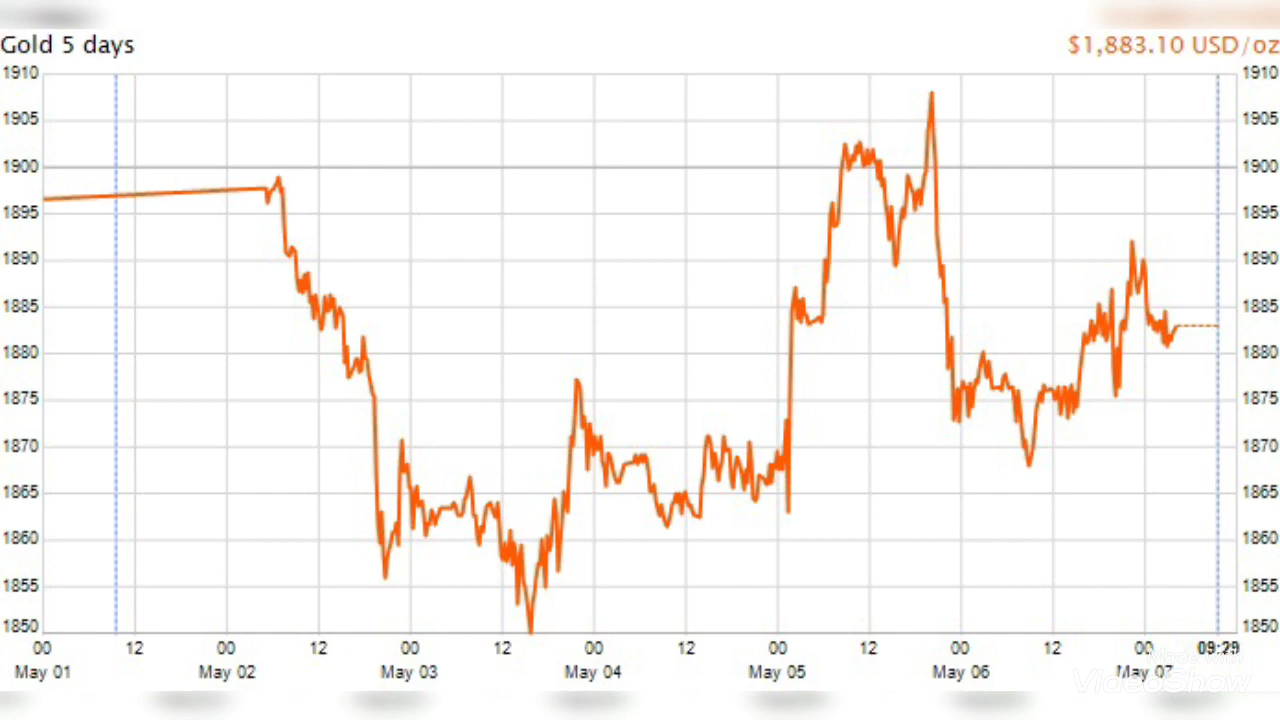 Gold 5 days $1,883.10 USD/oz
1910 1910
1905 1905
1900 1900
1895 1895
1890 1890
1885 1885
1880 1880
1875 1875
1870 1870
1865 1865
1860 1860
1855 1855
1850 1850
00 12 00 12 00 12 00 12 00 12 00 12 00 09:29
May 01 May 02 May 03 May 04 May 05 May 06 May 07
Made with
VideoShow